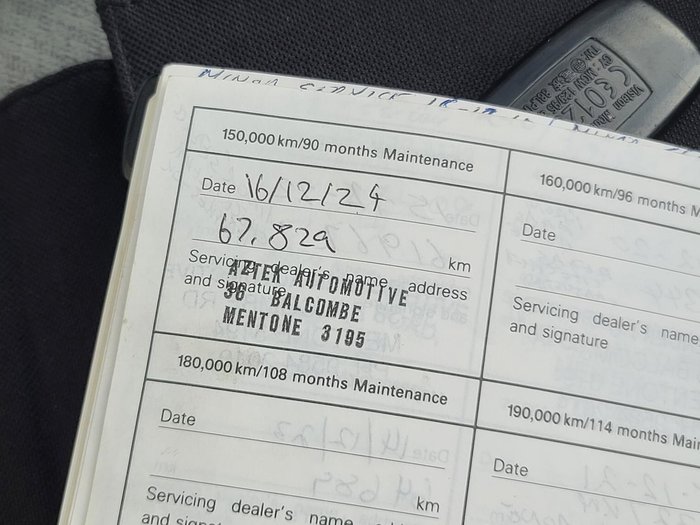 150,000 km/90 months Maintenance
Date 16/12/24
67,829
km
Servicing dealer's name, address
and signature
AZTEK AUTOMOTIVE
36 BALCOMBE
MENTONE 3195
160,000 km/96 months M
Date
Servicing dealer's name
and signature
180,000 km/108 months Maintenance
Date
km
Servicing dealer's name
190,000 km/114 months Main
Date